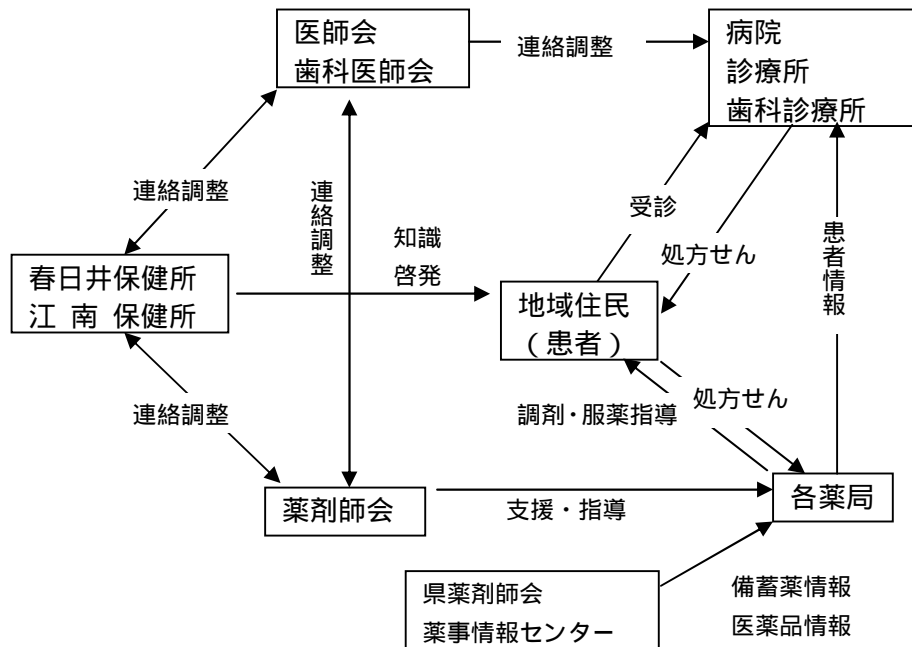 医師会
歯科医師会
連絡調整
病院
診療所
歯科診療所
連絡調整
連絡調整
受診
患者情報
知識
啓発
処方せん
春日井保健所
江 南 保健所
地域住民
（患者）
連絡調整
調剤・服薬指導
処方せん
薬剤師会
支援・指導
各薬局
県薬剤師会
薬事情報センター
備蓄薬情報
医薬品情報